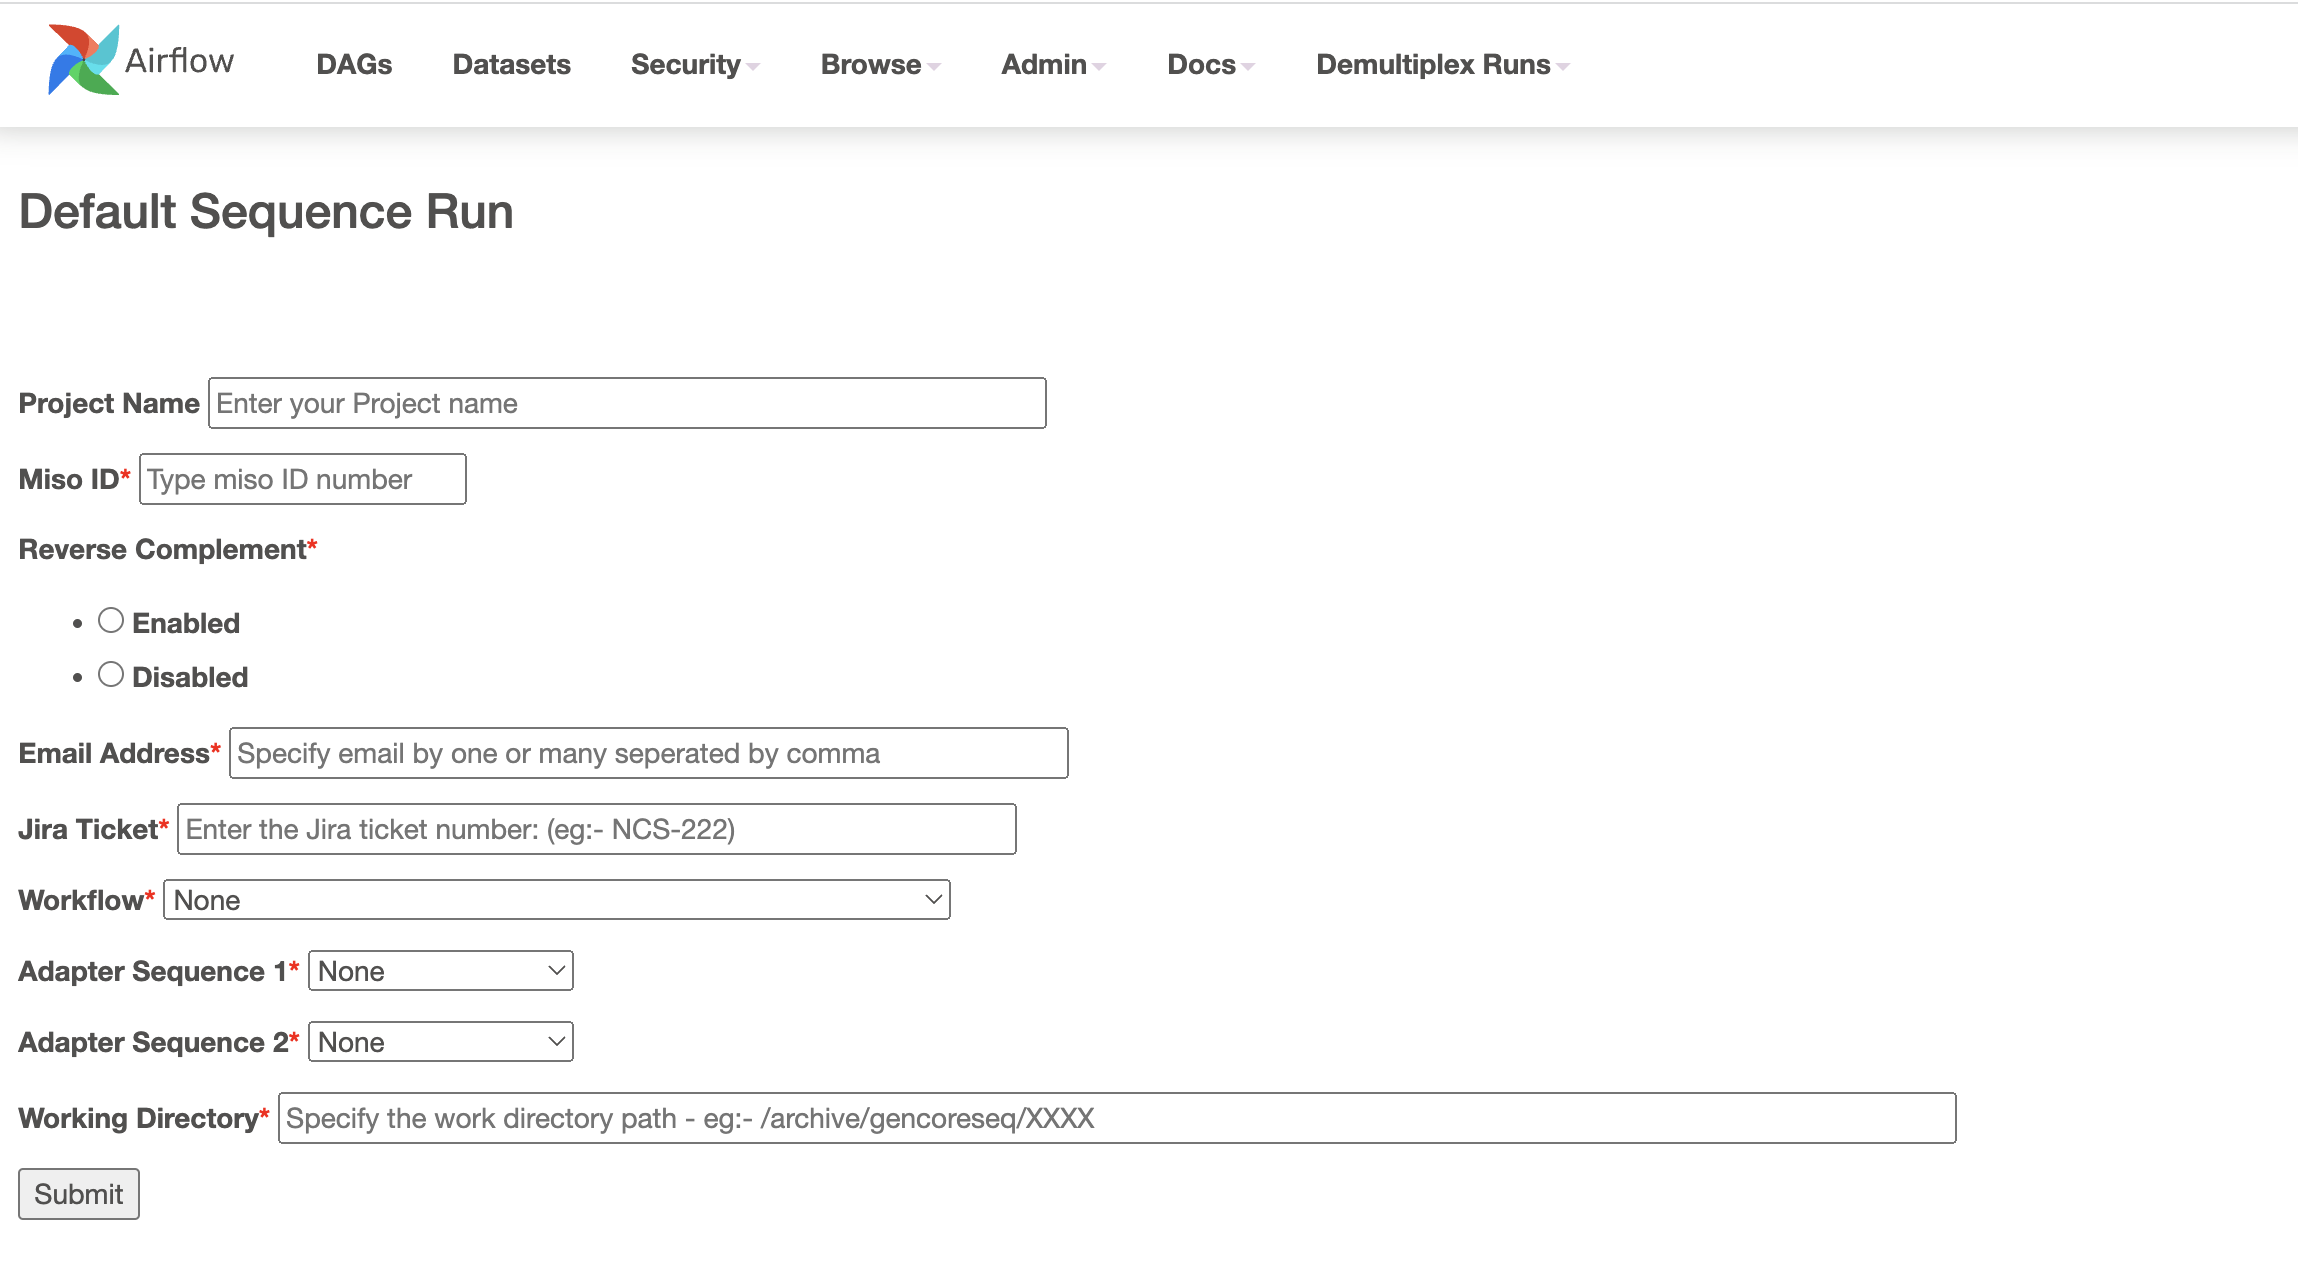 Airflow DAGs Datasets Security Browse Admin Docs Demultiplex Runs
Default Sequence Run
Project Name Enter your Project name
Miso ID* Type miso ID number
Reverse Complement*
• Enabled
• Disabled
Email Address* Specify email by one or many seperated by comma
Jira Ticket* Enter the Jira ticket number: (eg:- NCS-222)
Workflow* None
Adapter Sequence 1* None
Adapter Sequence 2* None
Working Directory* Specify the work directory path - eg:- /archive/gencoreseq/XXXX
Submit